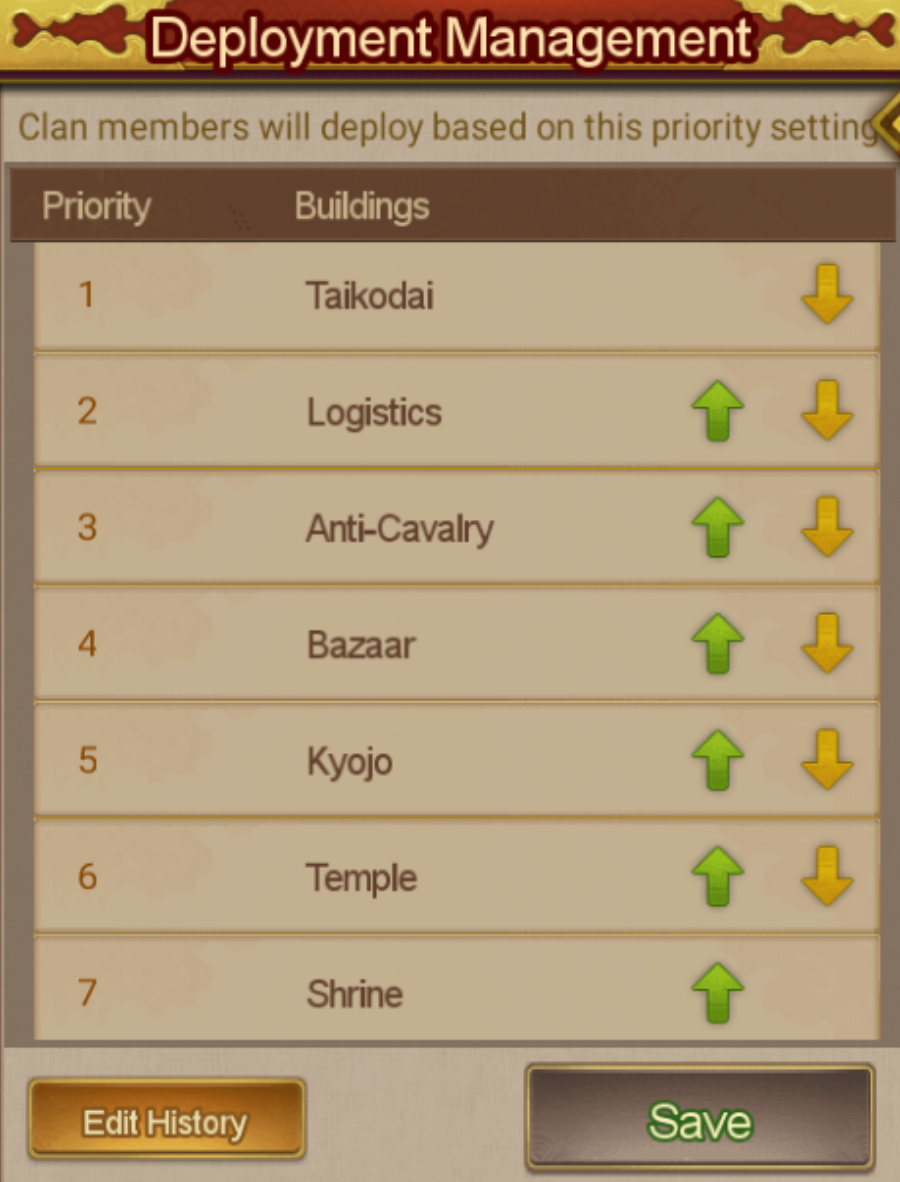 Deployment Management
Clan members will deploy based on this priority setting
Priority Buildings
1 Taikodai
2 Logistics
3 Anti-Cavalry
4 Bazaar
5 Kyojo
6 Temple
7 Shrine
Edit History Save